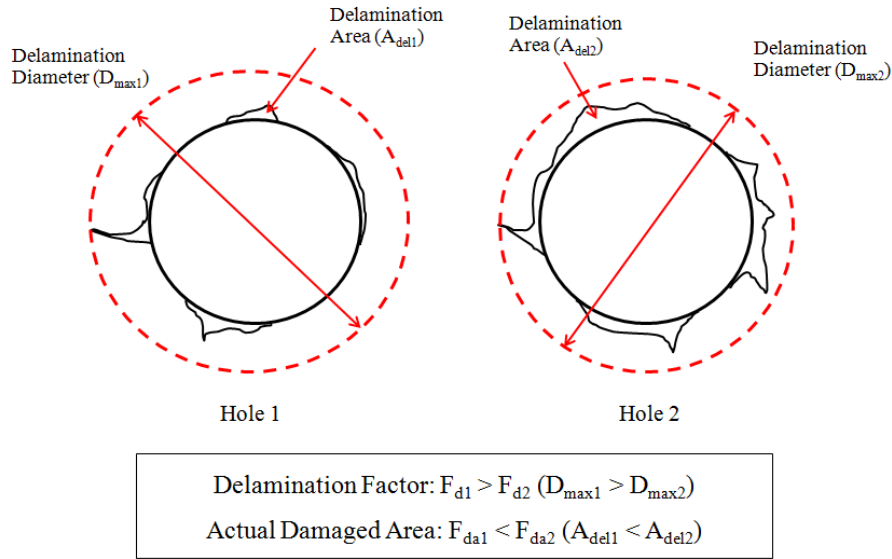 Delamination
Diameter (Dmax1)
Delamination
Area (Adel1)
Delamination
Area (Adel2)
Delamination
Diameter (Dmax2)
Hole 1
Hole 2
Delamination Factor: Fd1 > Fd2 (Dmax1 > Dmax2)
Actual Damaged Area: Fda1 < Fda2 (Adel1 < Adel2)